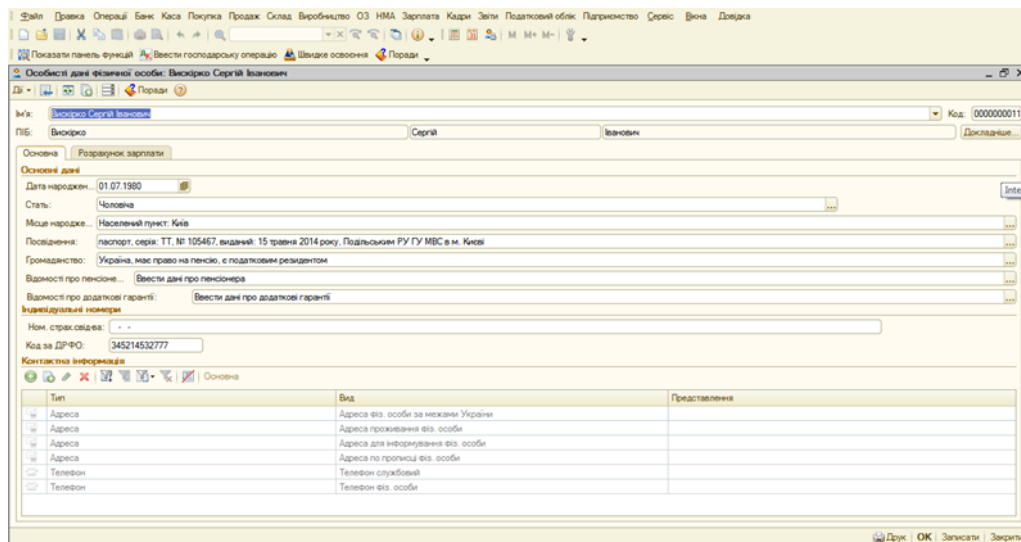 Файл Правка Операції Банк Каса Покупка Продаж Склад Виробництво ОЗ НМА Зарплата Кадри Звіти Податковий облік Підприємство Сервіс Вікна Довідка
M M+ M-
Показати панель функцій Ввести господарську операцію Швидке освоєння Поради
Особисті дані фізичної особи: Вискірко Сергій Іванович
Дії Поради
Ім'я: Вискірко Сергій Іванович Код: 0000000011
ПІБ: Вискірко Сергій Іванович Докладніше...
Основна Розрахунок зарплати
Основні дані
Дата народжен... 01.07.1980
Inte
Стать: Чоловіча ...
Місце народже... Населений пункт: Київ ...
Посвідчення: паспорт, серія: ТТ, № 105467, виданий: 15 травня 2014 року, Подільським РУ ГУ МВС в м. Києві ...
Громадянство: Україна, має право на пенсію, є податковим резидентом ...
Відомості про пенсіоне... Ввести дані про пенсіонера ...
Відомості про додаткові гарантії: Ввести дані про додаткові гарантії ...
Індивідуальні номери
Ном. страх.свід-ва: - -
Код за ДРФО: 345214532777
Контактна інформація
Основна
Тип Вид Представлення
Адреса Адреса фіз. особи за межами України
Адреса Адреса проживання фіз. особи
Адреса Адреса для інформування фіз. особи
Адреса Адреса по прописці фіз. особи
Телефон Телефон службовий
Телефон Телефон фіз. особи
Друк OK Записати Закрити